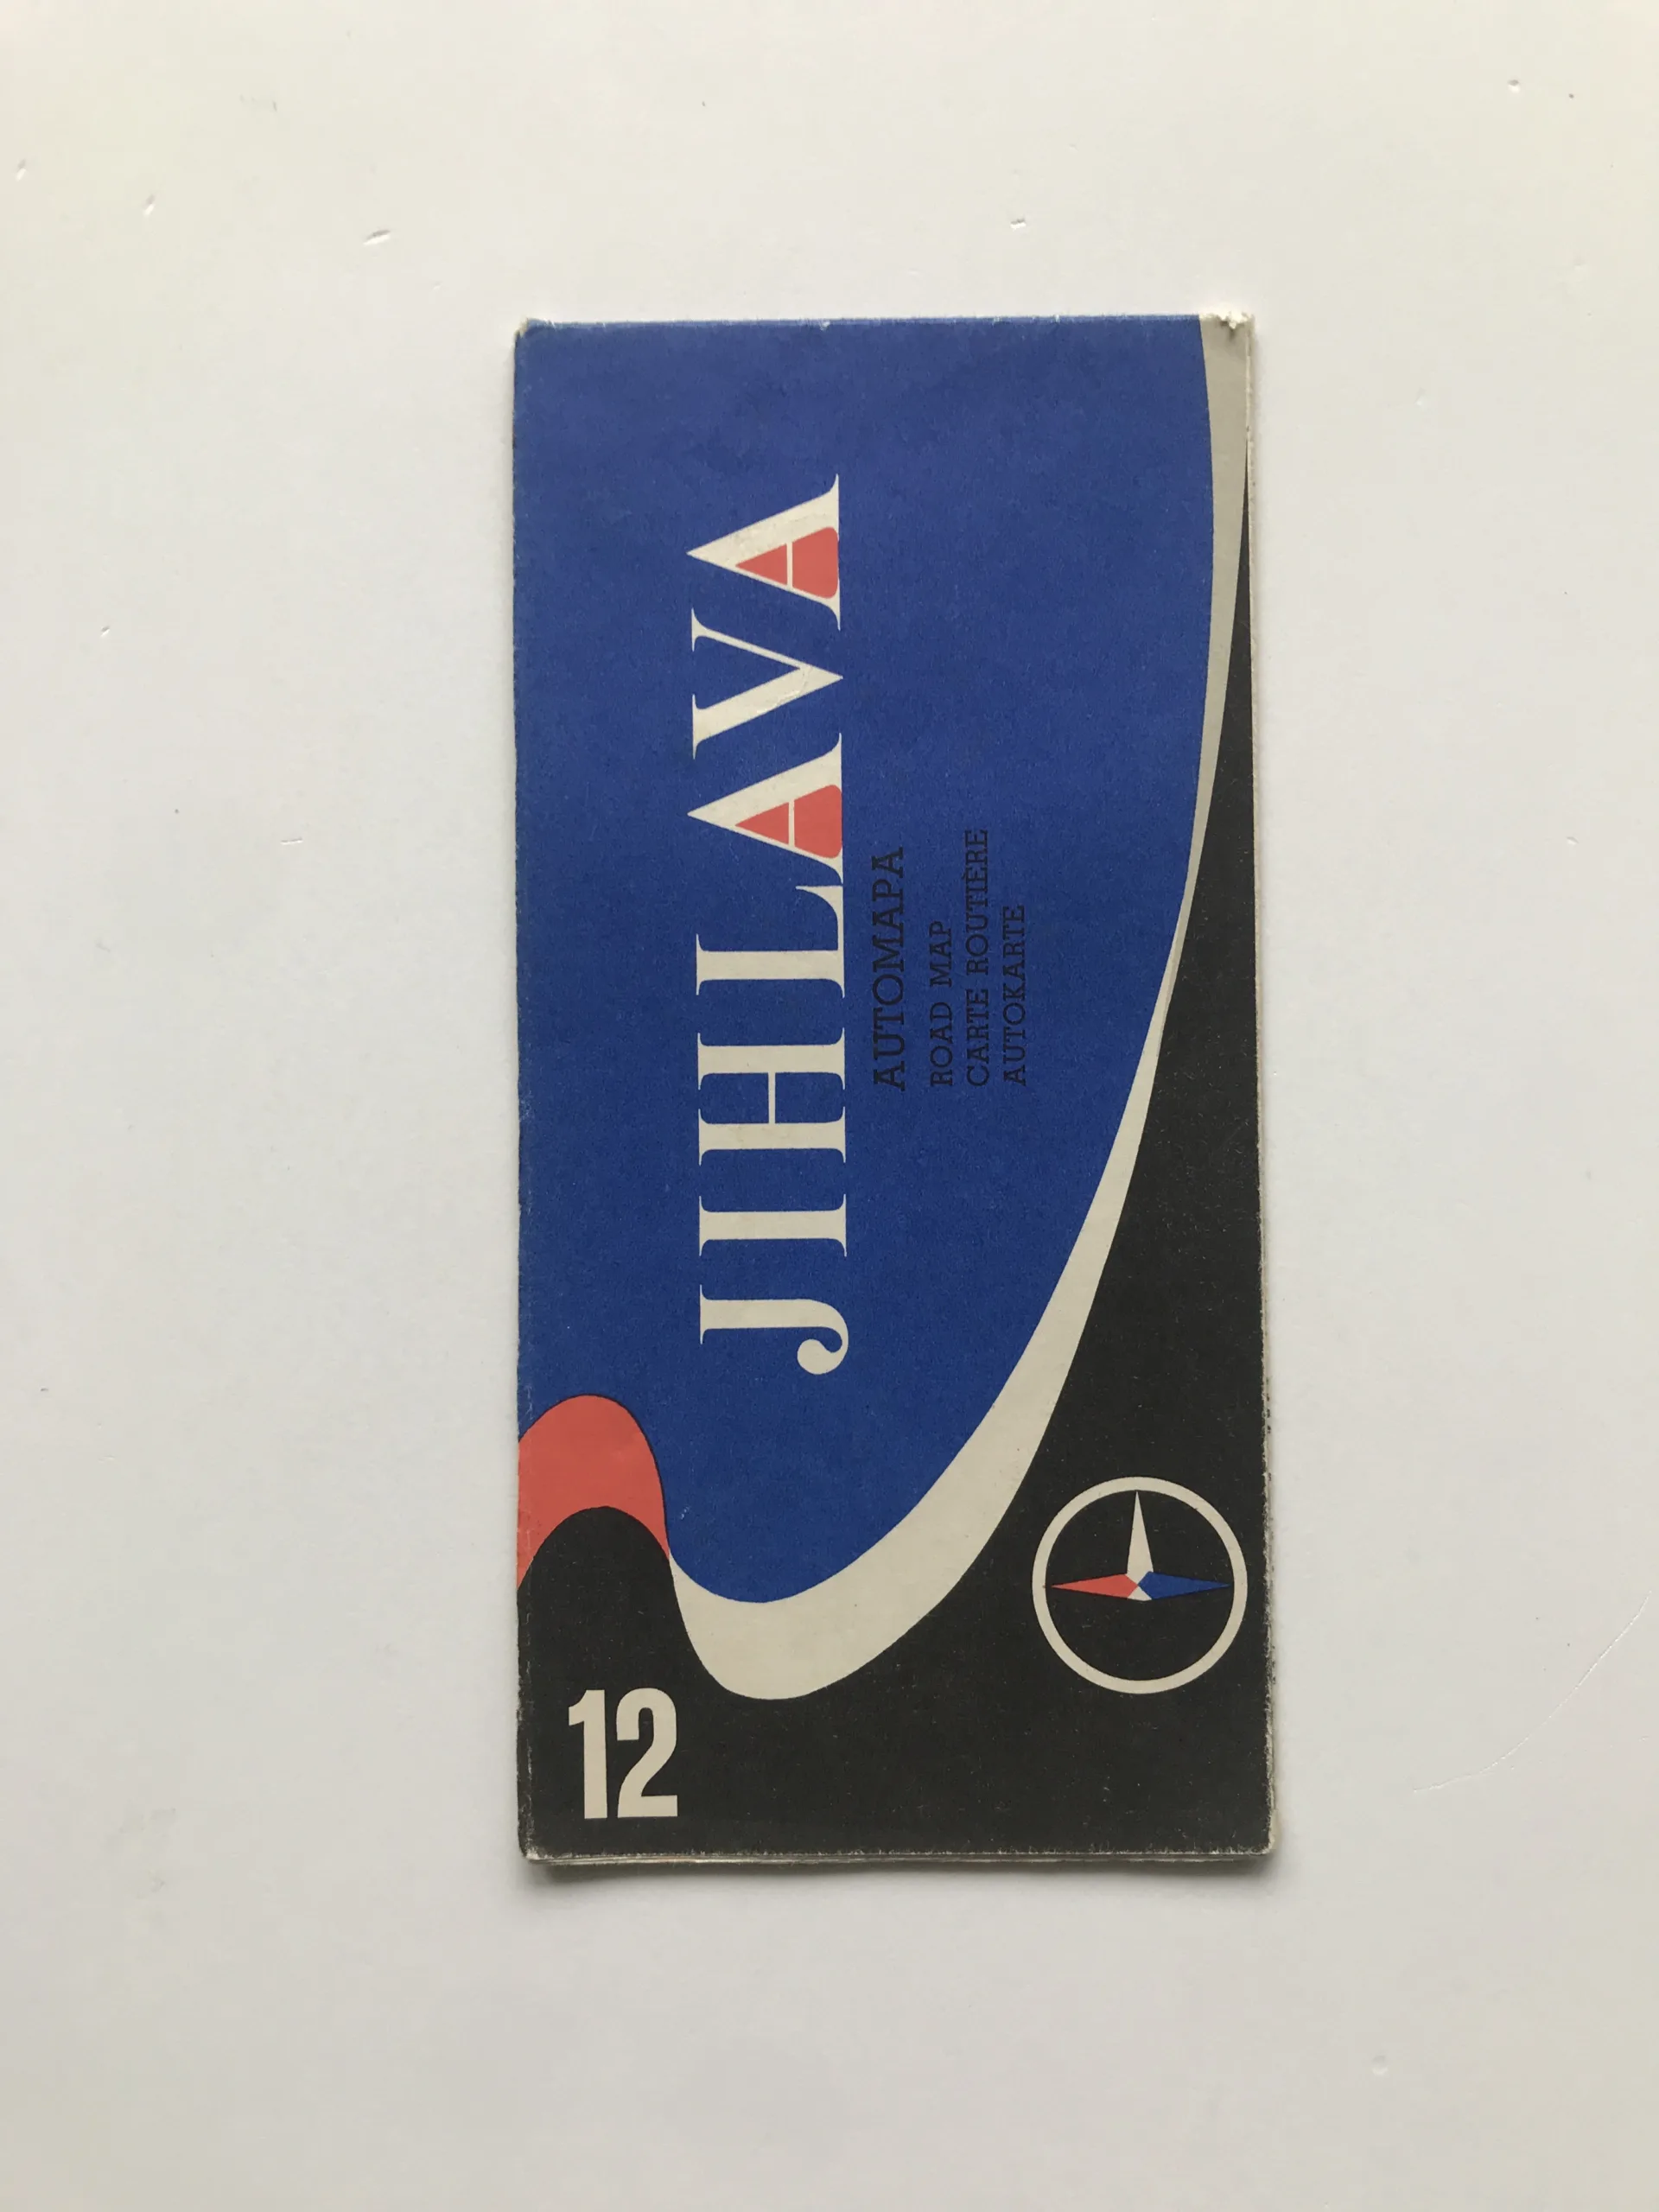 JIHLAVA
AUTOMAPA
ROAD MAP
CARTE ROUTIÈRE
AUTOKARTE
12